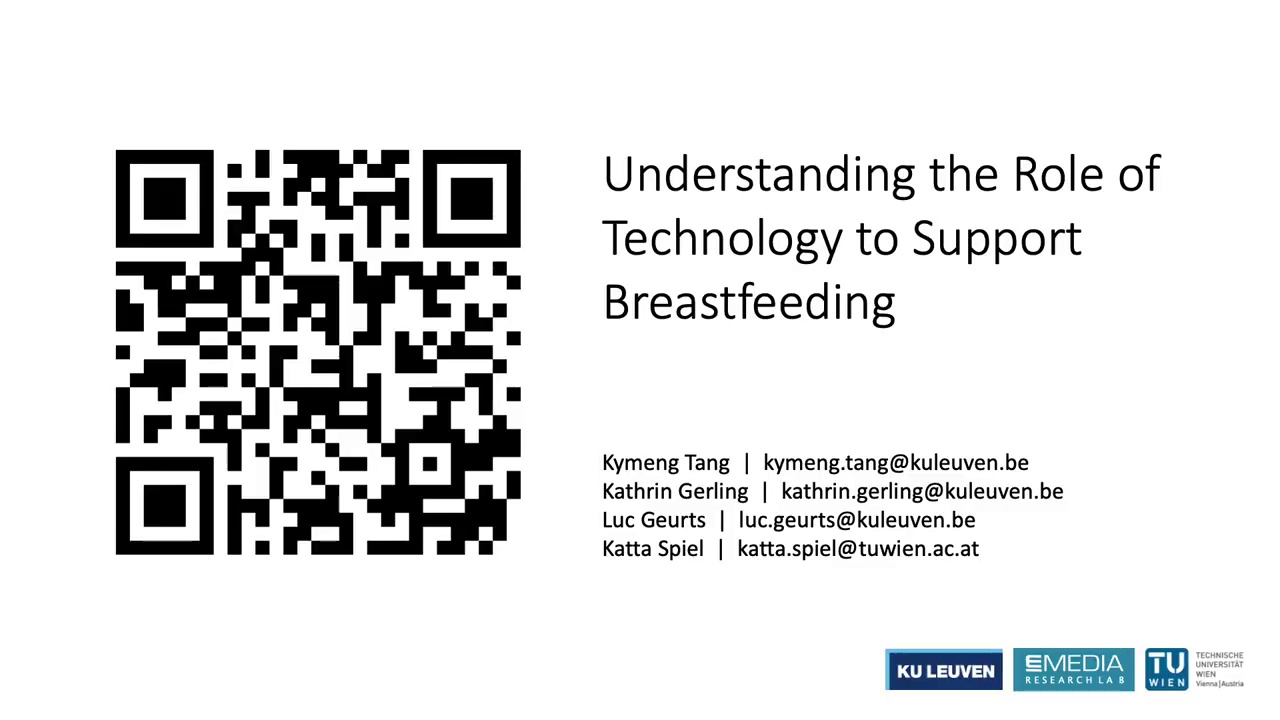 Understanding the Role of
Technology to Support
Breastfeeding
Kymeng Tang | kymeng.tang@kuleuven.be
Kathrin Gerling | kathrin.gerling@kuleuven.be
Luc Geurts | luc.geurts@kuleuven.be
Katta Spiel | katta.spiel@tuwien.ac.at
KU LEUVEN
EMEDIA
RESEARCH LAB
TU
WIEN
TECHNISCHE
UNIVERSITÄT
WIEN
Vienna|Austria